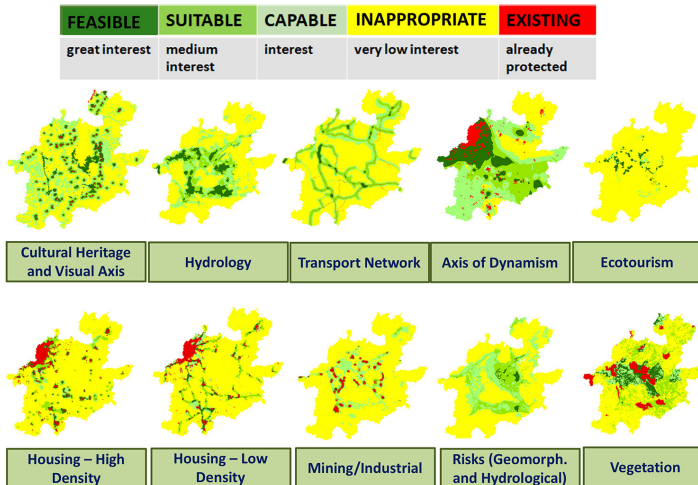 FEASIBLE SUITABLE CAPABLE INAPPROPRIATE EXISTING
great interest medium interest interest very low interest already protected
Cultural Heritage and Visual Axis
Hydrology
Transport Network
Axis of Dynamism
Ecotourism
Housing – High Density
Housing – Low Density
Mining/Industrial
Risks (Geomorph. and Hydrological)
Vegetation